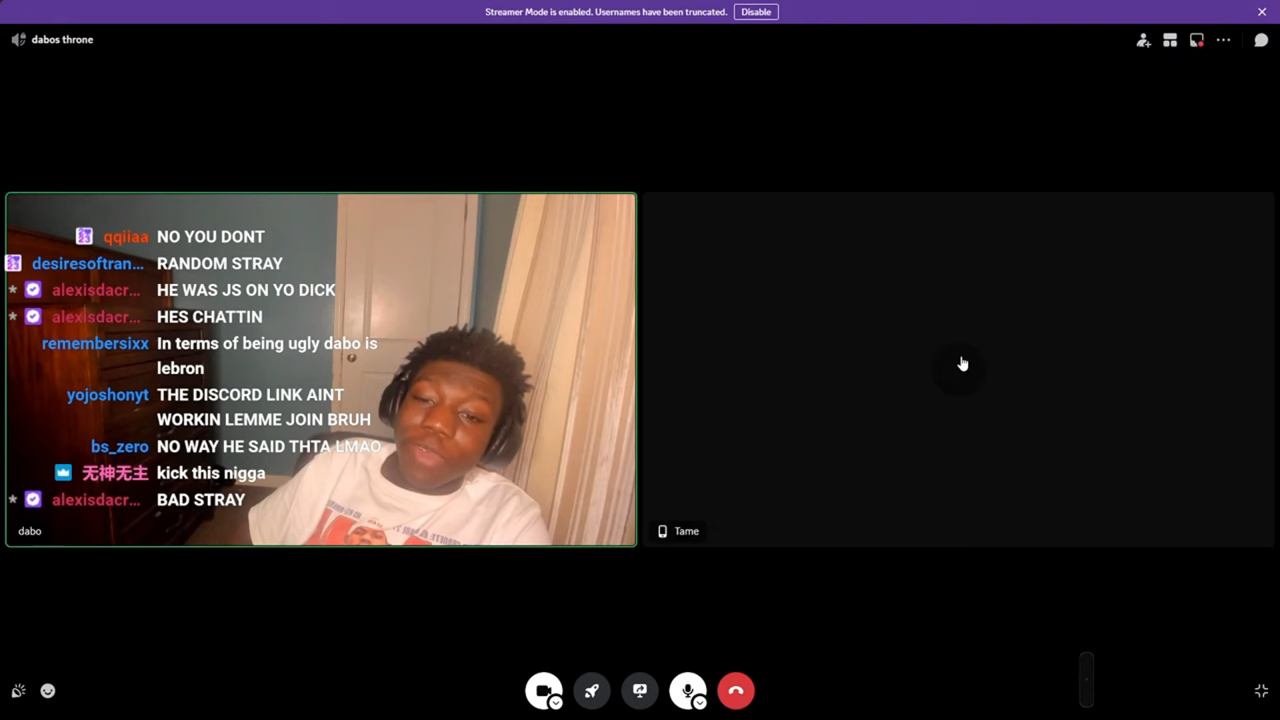 Streamer Mode is enabled. Usernames have been truncated. Disable
dabos throne
qqiiaa NO YOU DONT
desiresoftran... RANDOM STRAY
alexisdacr... HE WAS JS ON YO DICK
alexisdacr... HES CHATTIN
remembersixx In terms of being ugly dabo is
lebron
yojoshonyt THE DISCORD LINK AINT
WORKIN LEMME JOIN BRUH
bs_zero NO WAY HE SAID THTA LMAO
无神无主 kick this nigga
alexisdacr... BAD STRAY
dabo
Tame